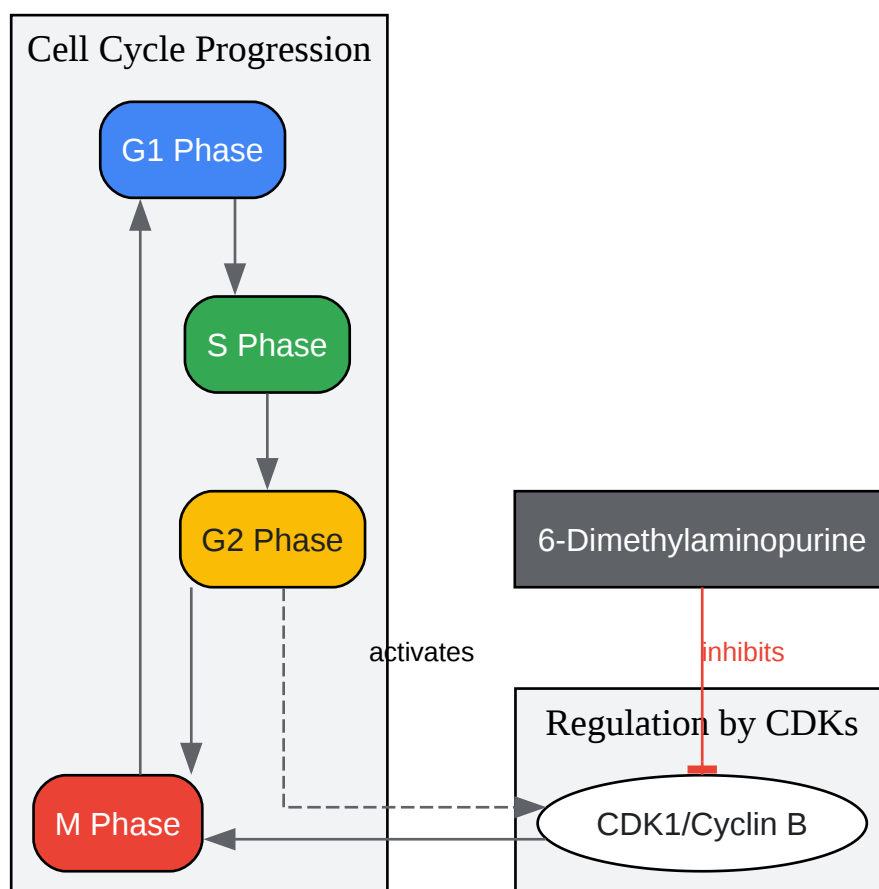 Cell Cycle Progression
G1 Phase
S Phase
G2 Phase
6-Dimethylaminopurine
activates
inhibits
Regulation by CDKs
M Phase
CDK1/Cyclin B